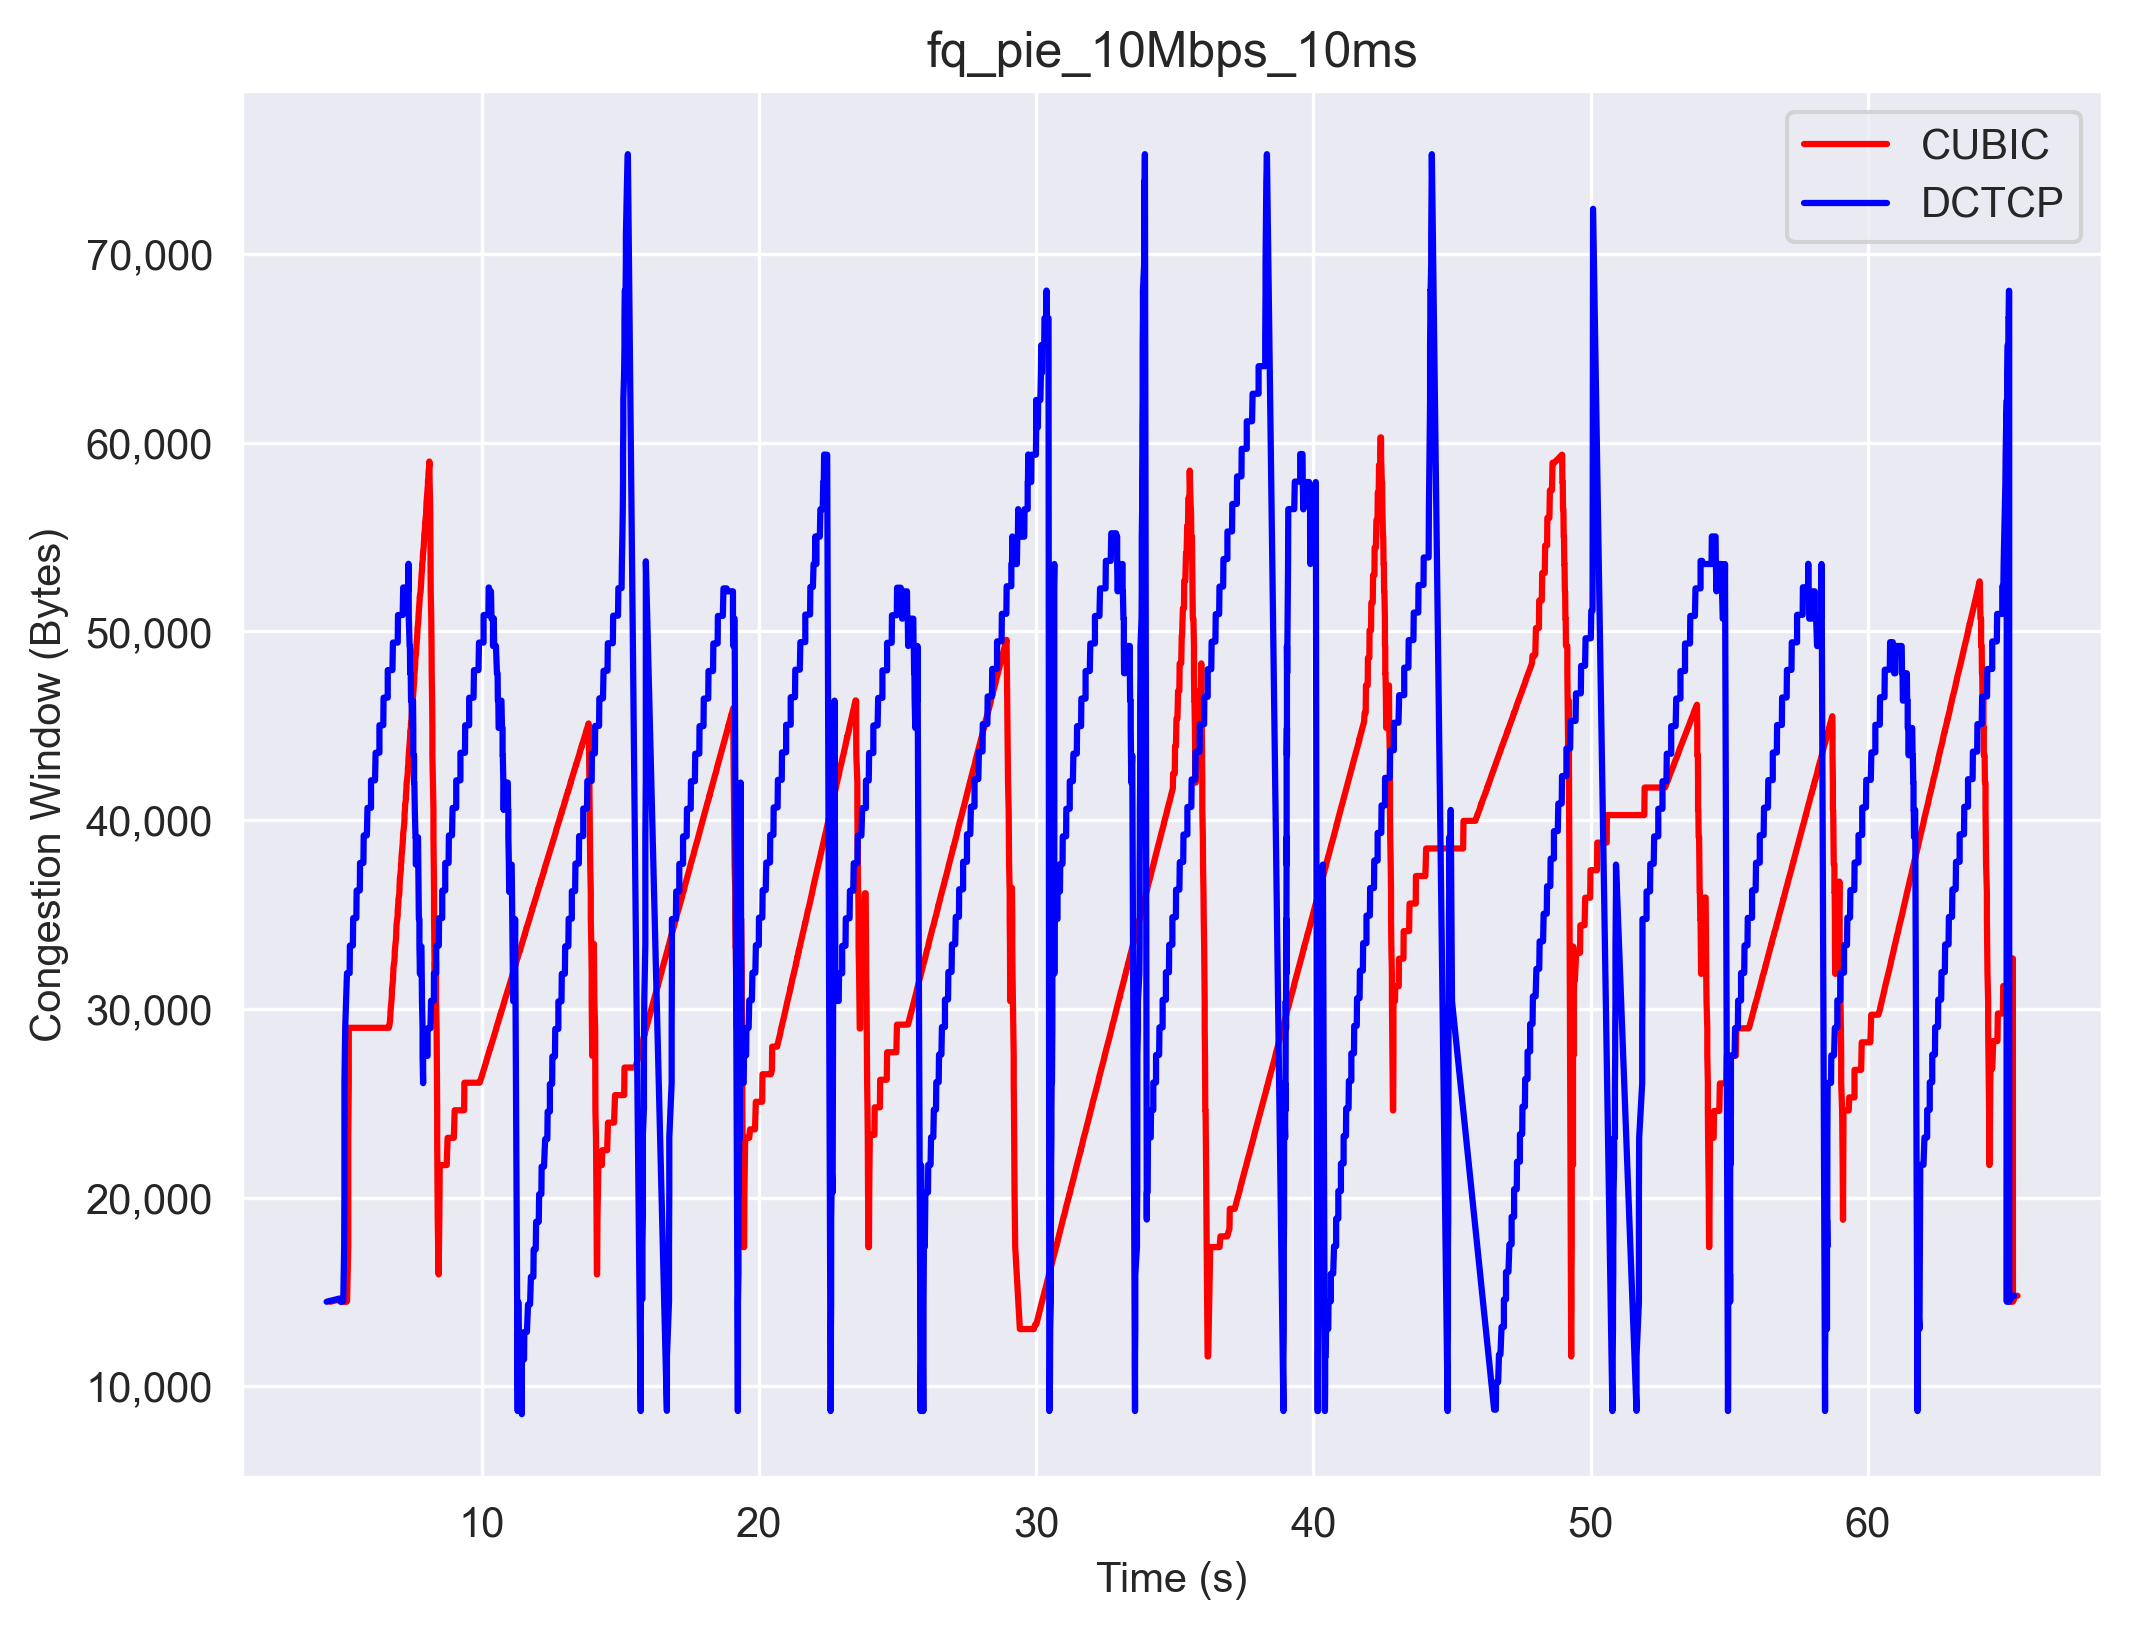 fq_pie_10Mbps_10ms
CUBIC
DCTCP
Congestion Window (Bytes)
70,000
60,000
50,000
40,000
30,000
20,000
10,000
10 20 30 40 50 60
Time (s)